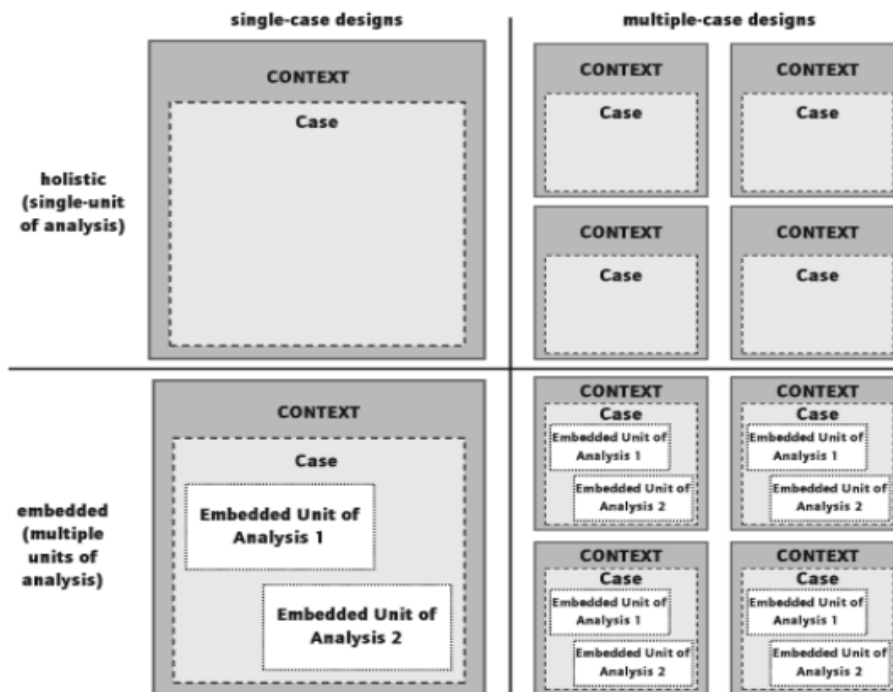 single-case designs
multiple-case designs
CONTEXT
Case
CONTEXT
Case
CONTEXT
Case
holistic
(single-unit
of analysis)
CONTEXT
Case
CONTEXT
Case
CONTEXT
Case
Embedded Unit of
Analysis 1
Embedded Unit of
Analysis 2
embedded
(multiple
units of
analysis)
CONTEXT
Case
Embedded Unit of
Analysis 1
Embedded Unit of
Analysis 2
CONTEXT
Case
Embedded Unit of
Analysis 1
Embedded Unit of
Analysis 2
CONTEXT
Case
Embedded Unit of
Analysis 1
Embedded Unit of
Analysis 2
CONTEXT
Case
Embedded Unit of
Analysis 1
Embedded Unit of
Analysis 2